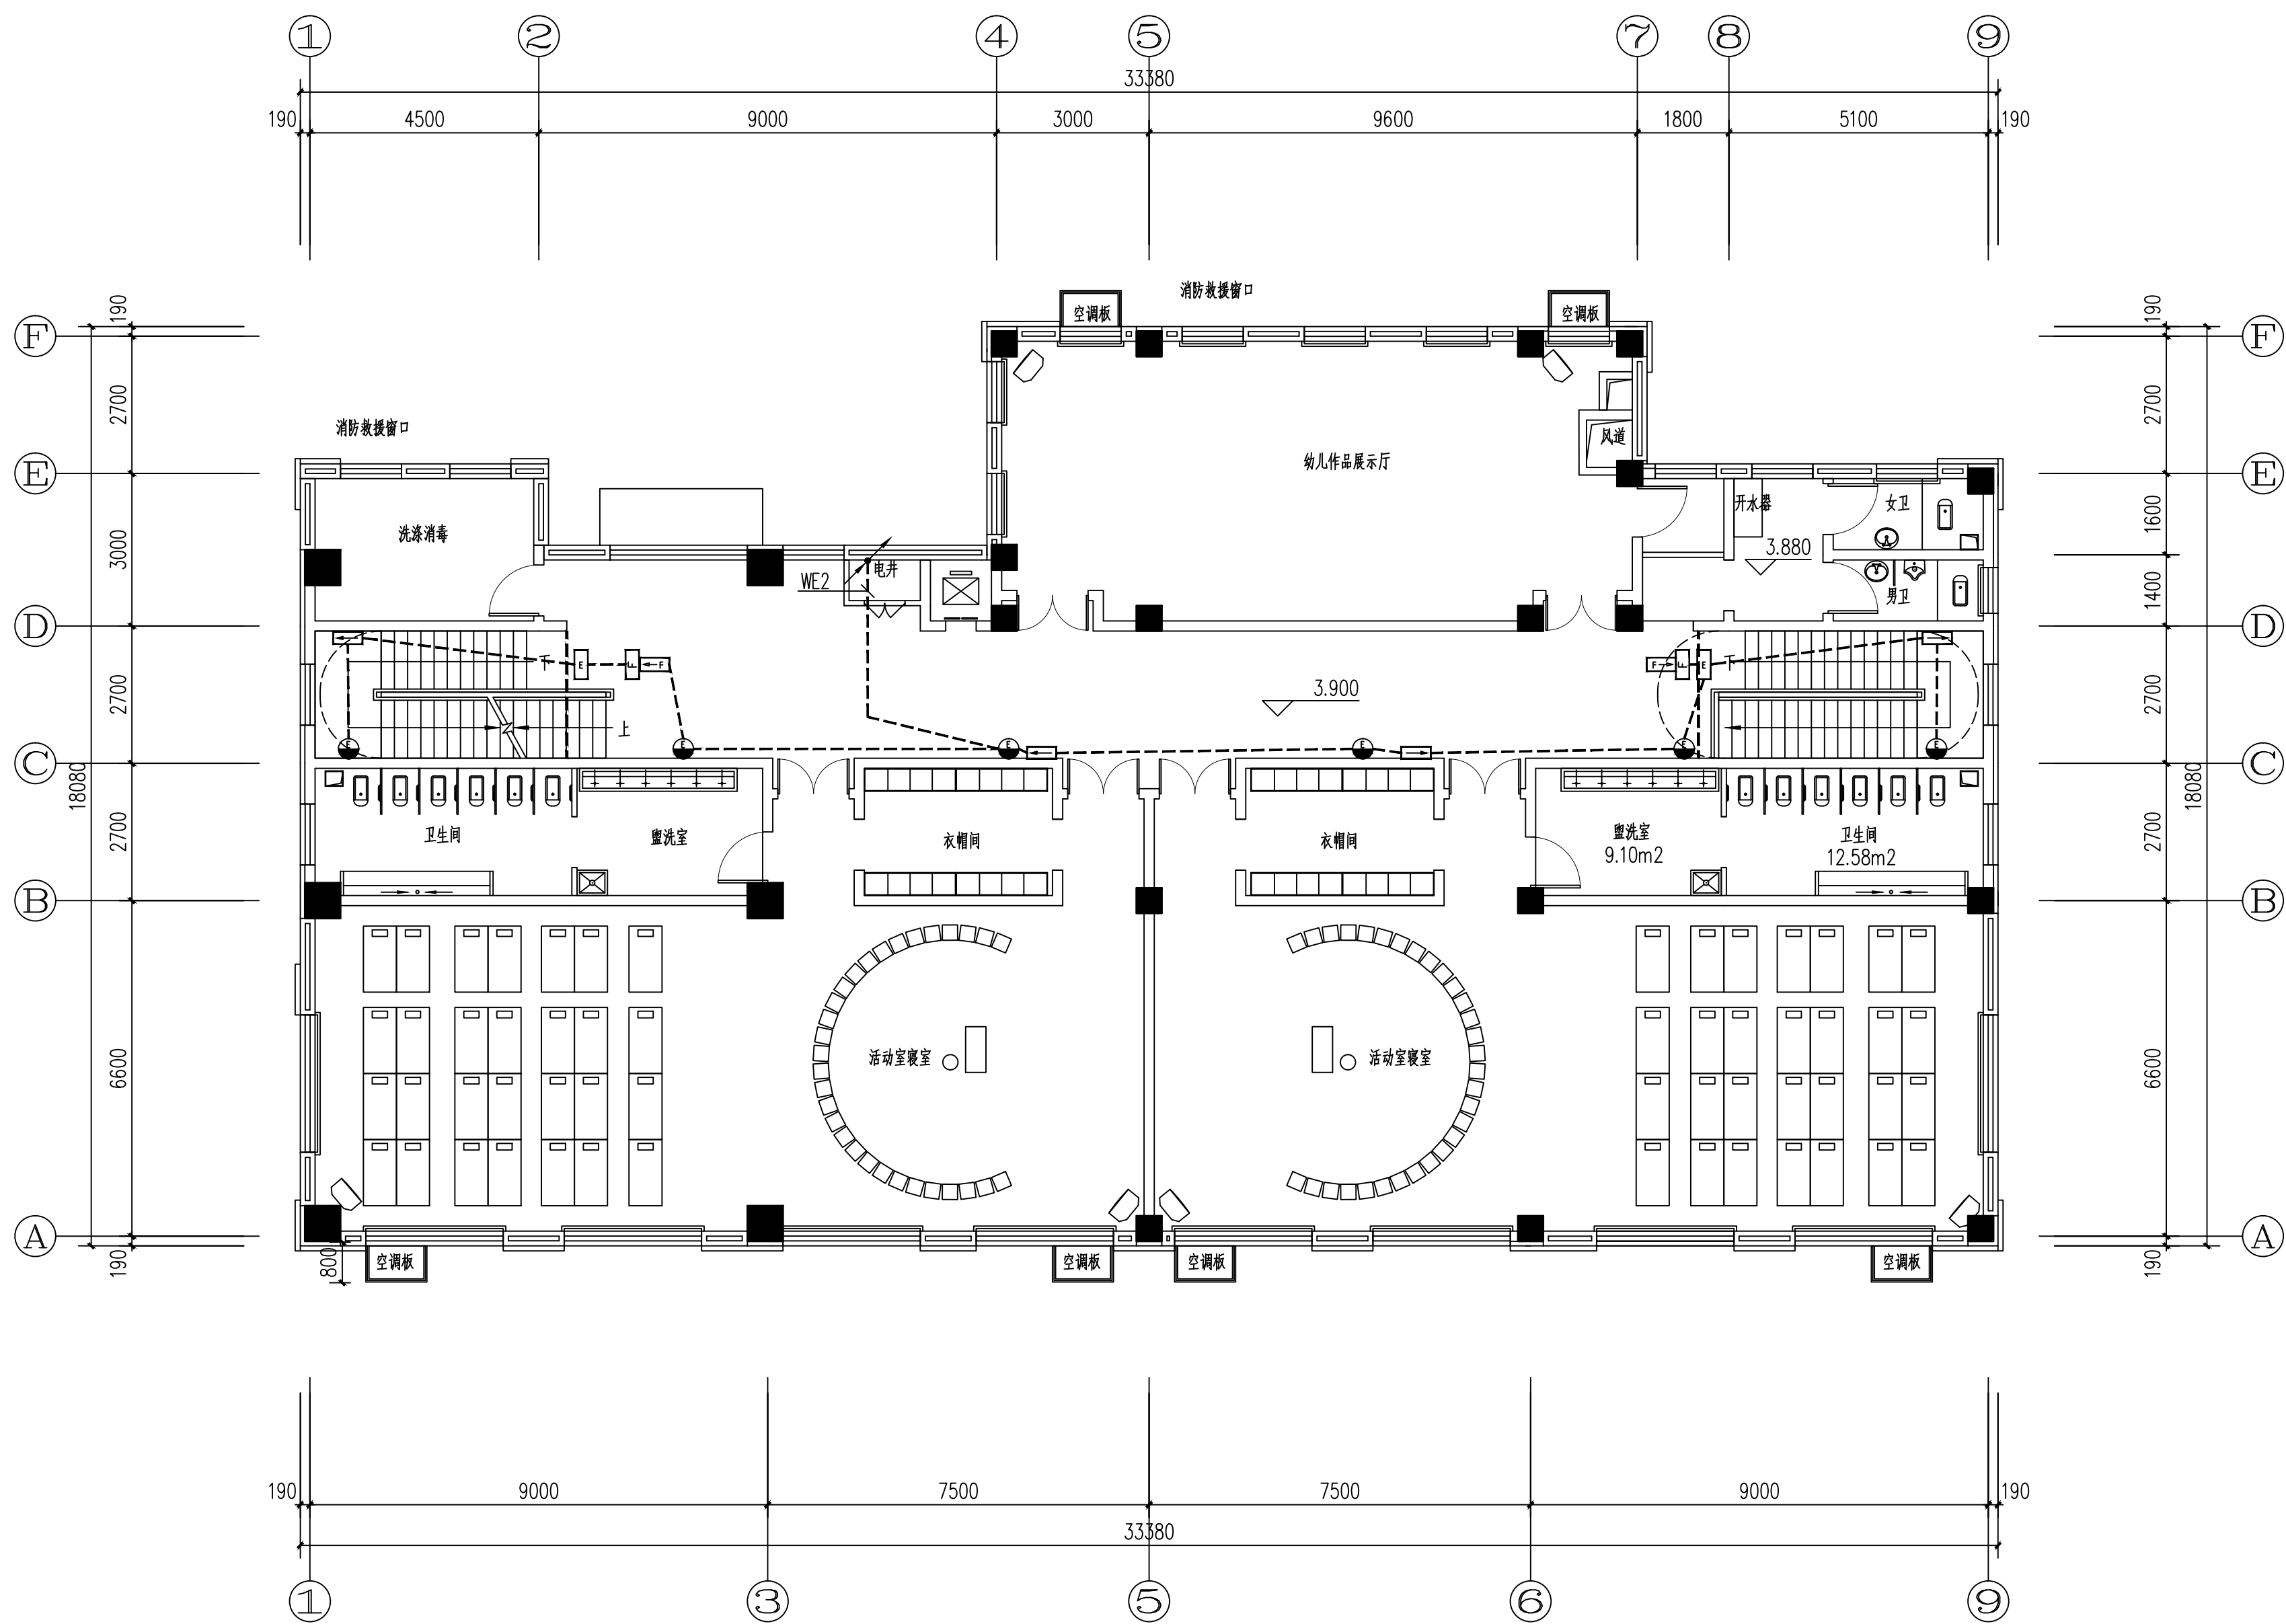 1 2 4 5 7 8 9
33380
190 4500 9000 3000 9600 1800 5100 190
消防救援窗口
空调板 空调板
190 190
F F
2700 2700
消防救援窗口
风道
幼儿作品展示厅
E E
开水器 女卫
洗涤消毒
3000 1600
3.880
电井
WE2
1400
男卫
D D
下 E F F F F E 下
2700 3.900 2700
上
E E E E E E
C C
18080 18080
2700 2700
卫生间 盥洗室 衣帽间 衣帽间 盥洗室 卫生间
9.10m2 12.58m2
B B
6600 活动室寝室 活动室寝室 6600
A A
190 800 空调板 空调板 空调板 空调板 190
190 9000 7500 7500 9000 190
33380
1 3 5 6 9